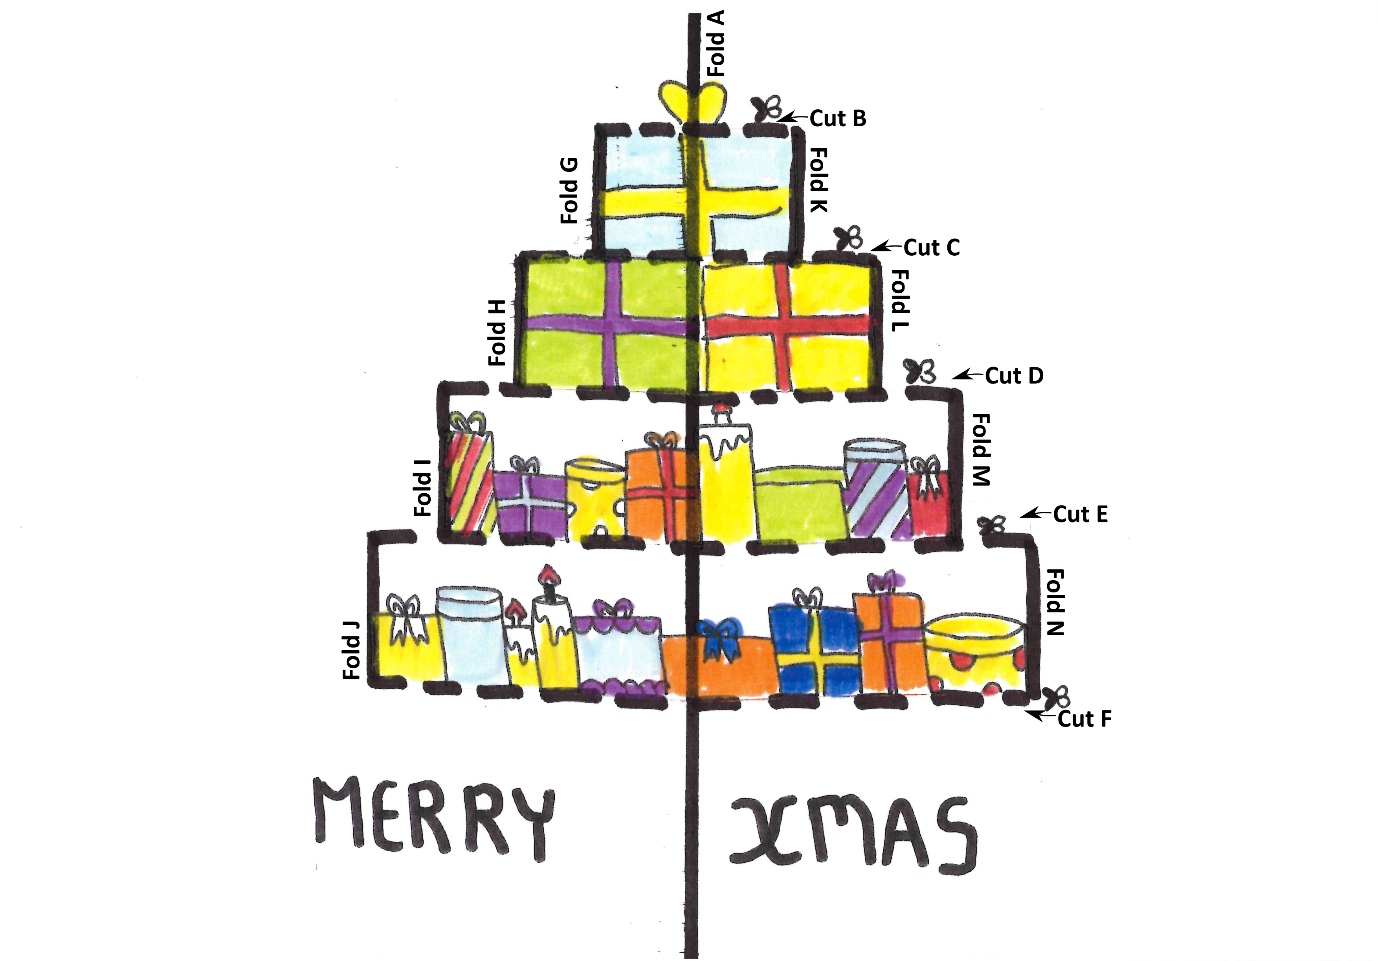 Fold A
Cut B
Fold G
Fold K
Cut C
Fold H
Fold L
Cut D
Fold I
Fold M
Cut E
Fold J
Fold N
Cut F
MERRY XMAS